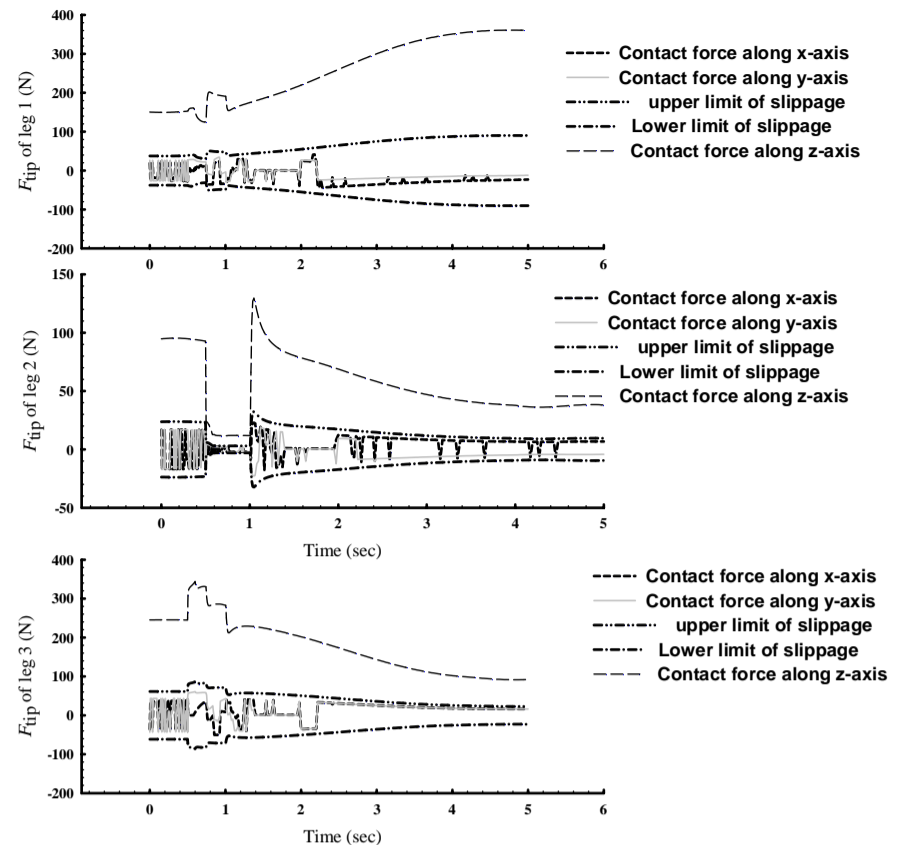 400
300
200
100
0
-100
-200
F_tip of leg 1 (N)
0 1 2 3 4 5 6
Contact force along x-axis
Contact force along y-axis
upper limit of slippage
Lower limit of slippage
Contact force along z-axis
150
100
50
0
-50
F_tip of leg 2 (N)
0 1 2 3 4 5
Time (sec)
Contact force along x-axis
Contact force along y-axis
upper limit of slippage
Lower limit of slippage
Contact force along z-axis
400
300
200
100
0
-100
-200
F_tip of leg 3 (N)
0 1 2 3 4 5 6
Time (sec)
Contact force along x-axis
Contact force along y-axis
upper limit of slippage
Lower limit of slippage
Contact force along z-axis